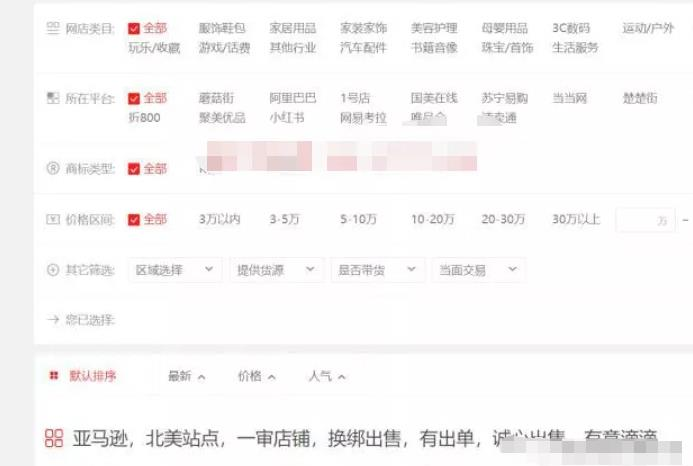 网店类目: 全部 服饰鞋包 家居用品 家装家饰 美容护理 母婴用品 3C数码 运动/户外
玩乐/收藏 游戏/话费 其他行业 汽车配件 书籍音像 珠宝/首饰 生活服务
所在平台: 全部 蘑菇街 阿里巴巴 1号店 国美在线 苏宁易购 当当网 楚楚街
折800 聚美优品 小红书 网易考拉 唯品会 卖通
商标类型: 全部
价格区间: 全部 3万以内 3-5万 5-10万 10-20万 20-30万 30万以上 万 –
其它筛选: 区域选择 提供货源 是否带货 当面交易
您已选择:
默认排序 最新 价格 人气
亚马逊，北美站点，一审店铺，换绑出售，有出单，诚心出售，有意滴滴